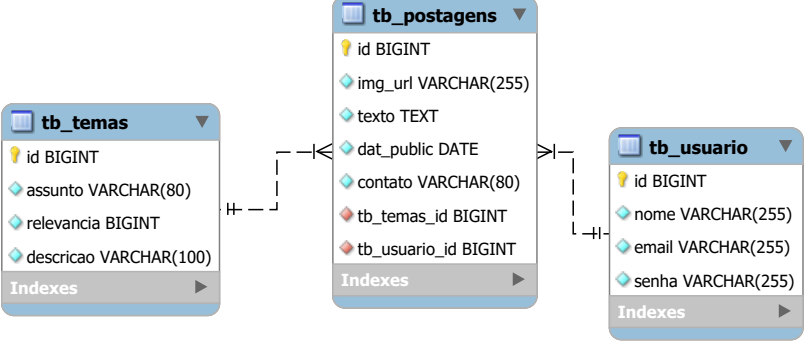 tb_temas
id BIGINT
assunto VARCHAR(80)
relevancia BIGINT
descricao VARCHAR(100)
Indexes
tb_postagens
id BIGINT
img_url VARCHAR(255)
texto TEXT
dat_public DATE
contato VARCHAR(80)
tb_temas_id BIGINT
tb_usuario_id BIGINT
Indexes
tb_usuario
id BIGINT
nome VARCHAR(255)
email VARCHAR(255)
senha VARCHAR(255)
Indexes